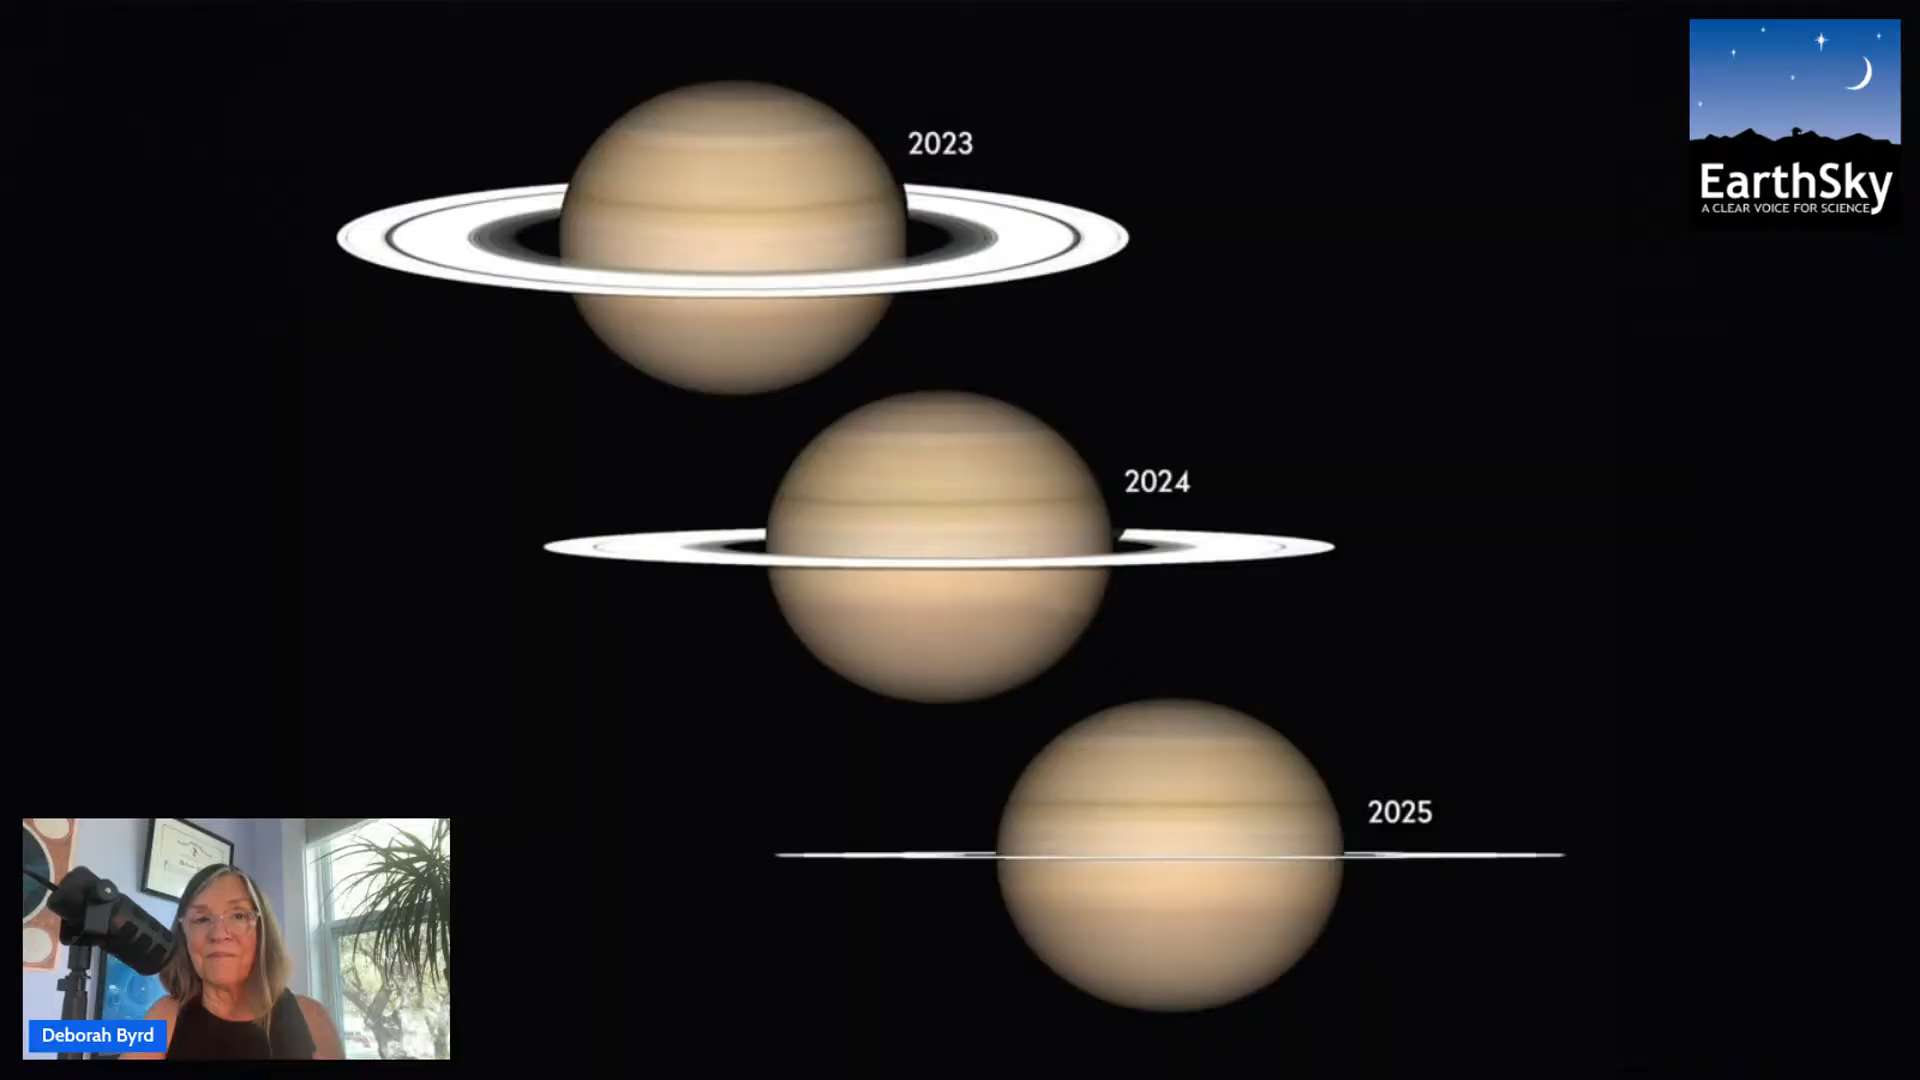 2023
EarthSky
A CLEAR VOICE FOR SCIENCE
2024
2025
Deborah Byrd